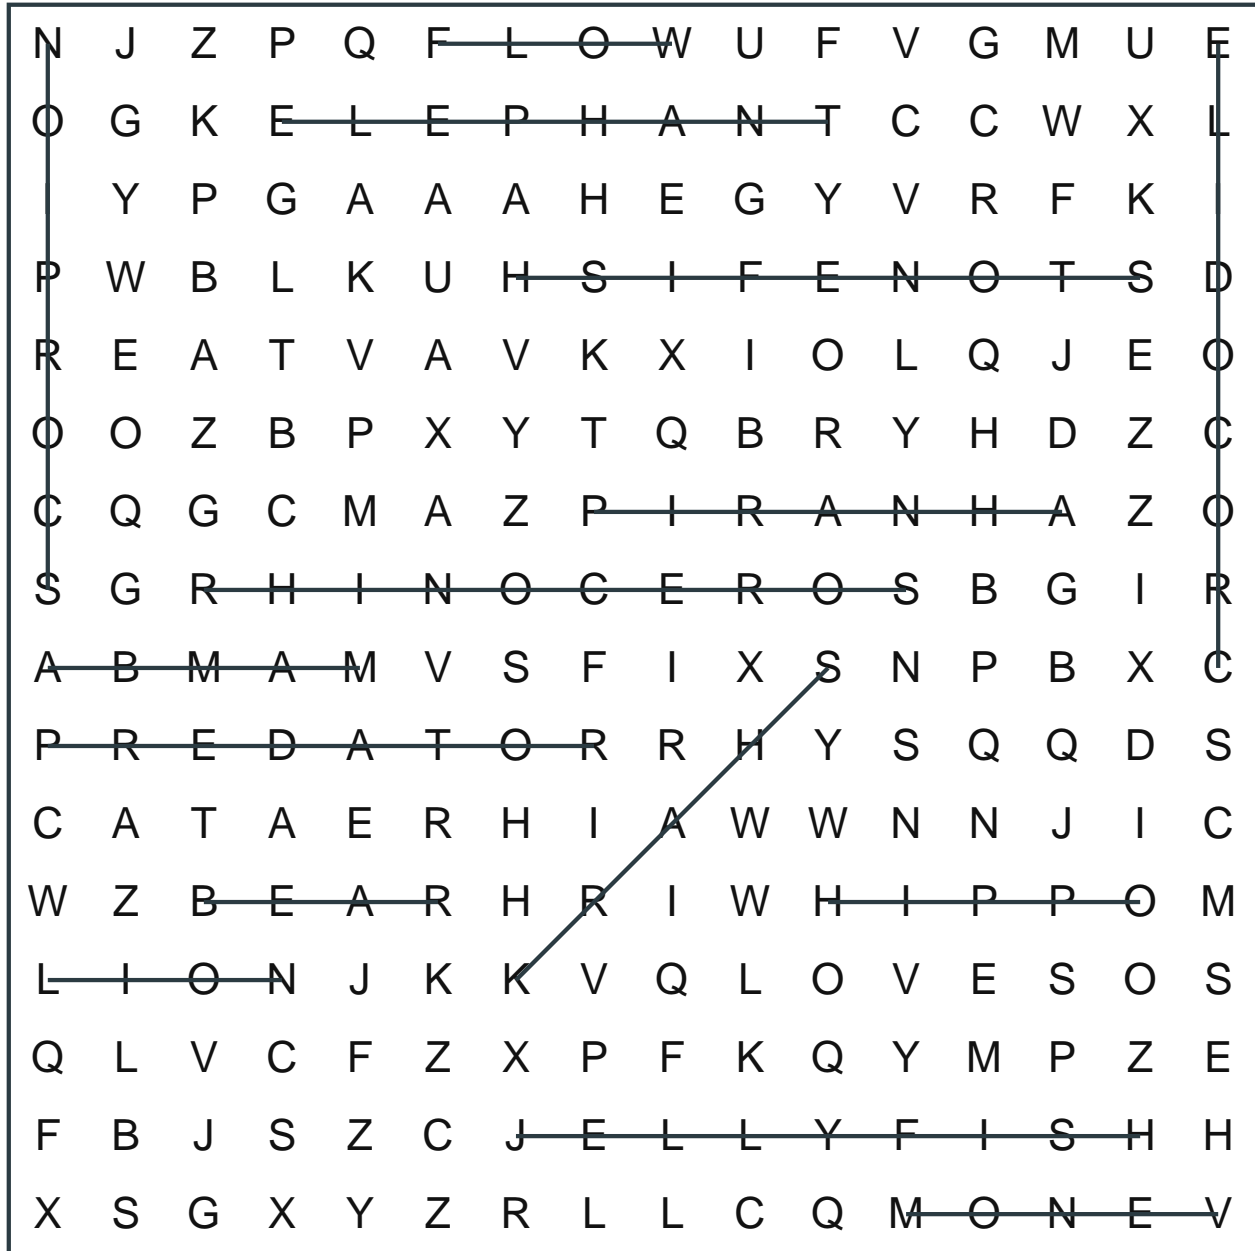 N J Z P Q F L O W U F V G M U E
O G K E L E P H A N T C C W X L
I Y P G A A A H E G Y V R F K I
P W B L K U H S I F E N O T S D
R E A T V A V K X I O L Q J E O
O O Z B P X Y T Q B R Y H D Z C
C Q G C M A Z P I R A N H A Z O
S G R H I N O C E R O S B G I R
A B M A M V S F I X S N P B X C
P R E D A T O R R H Y S Q Q D S
C A T A E R H I A W W N N J I C
W Z B E A R H R I W H I P P O M
L I O N J K K V Q L O V E S O S
Q L V C F Z X P F K Q Y M P Z E
F B J S Z C J E L L Y F I S H H
X S G X Y Z R L L C Q M O N E V